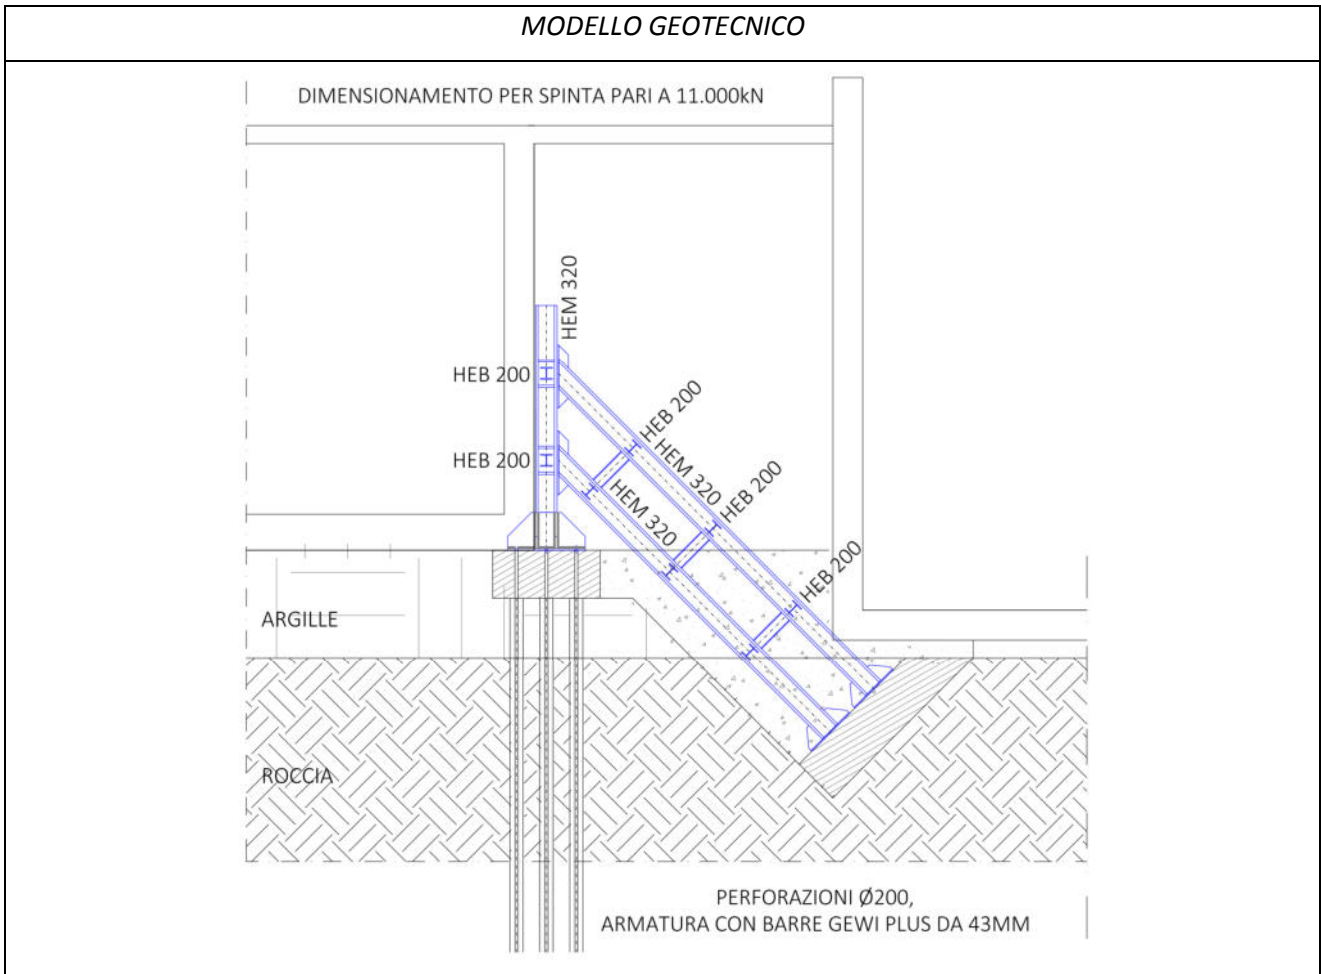 MODELLO GEOTECNICO
DIMENSIONAMENTO PER SPINTA PARI A 11.000kN
HEM 320
HEB 200
HEB 200
HEM 320
HEB 200
HEB 200
HEM 320
HEB 200
ARGILLE
ROCCIA
PERFORAZIONI Ø200,
ARMATURA CON BARRE GEWI PLUS DA 43MM